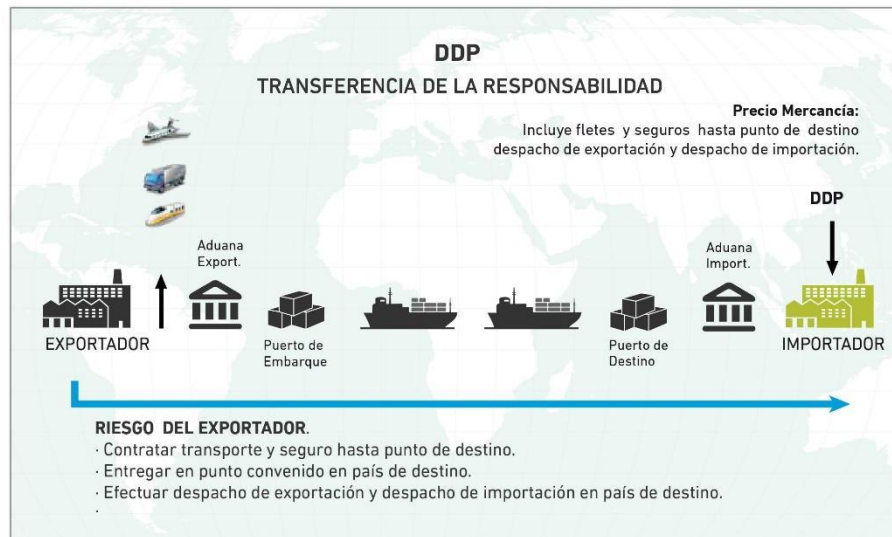 DDP
TRANSFERENCIA DE LA RESPONSABILIDAD
Precio Mercancía:
Incluye fletes y seguros hasta punto de destino
despacho de exportación y despacho de importación.
DDP
Aduana
Export.
Aduana
Import.
EXPORTADOR
Puerto de
Embarque
Puerto de
Destino
IMPORTADOR
RIESGO DEL EXPORTADOR.
· Contratar transporte y seguro hasta punto de destino.
· Entregar en punto convenido en país de destino.
· Efectuar despacho de exportación y despacho de importación en país de destino.
·